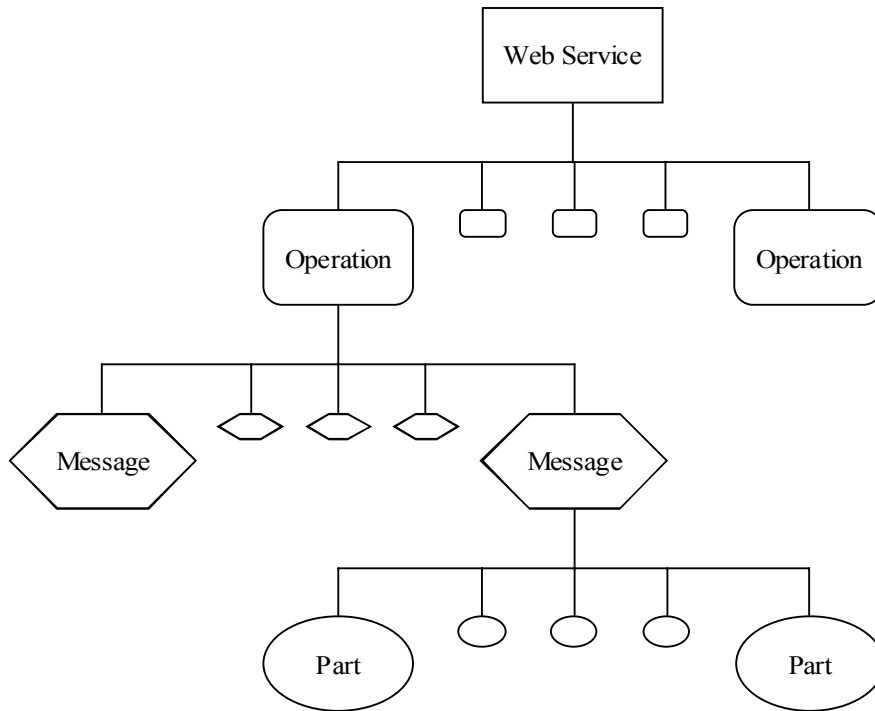 Web Service
Operation
Operation
Message
Message
Part
Part